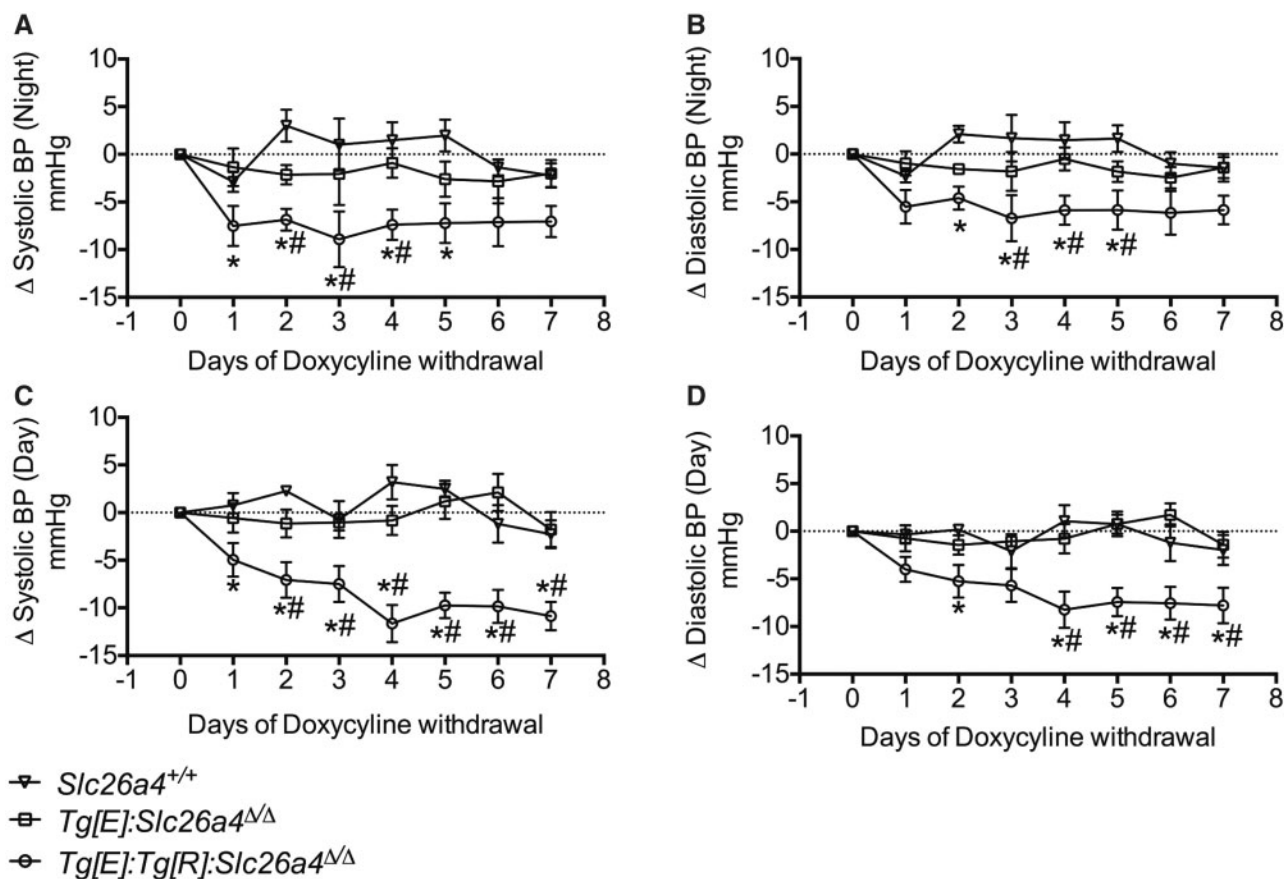 A
Δ Systolic BP (Night)
mmHg
10
5
0
-5
-10
-15
* *# *# *# *
-1 0 1 2 3 4 5 6 7 8
Days of Doxycyline withdrawal
B
Δ Diastolic BP (Night)
mmHg
10
5
0
-5
-10
-15
* *# *# *#
-1 0 1 2 3 4 5 6 7 8
Days of Doxycyline withdrawal
C
Δ Systolic BP (Day)
mmHg
10
5
0
-5
-10
-15
* *# *# *# *# *# *#
-1 0 1 2 3 4 5 6 7 8
Days of Doxycyline withdrawal
D
Δ Diastolic BP (Day)
mmHg
10
5
0
-5
-10
-15
* *# *# *# *#
-1 0 1 2 3 4 5 6 7 8
Days of Doxycyline withdrawal
Slc26a4+/+
Tg[E]:Slc26a4Δ/Δ
Tg[E]:Tg[R]:Slc26a4Δ/Δ